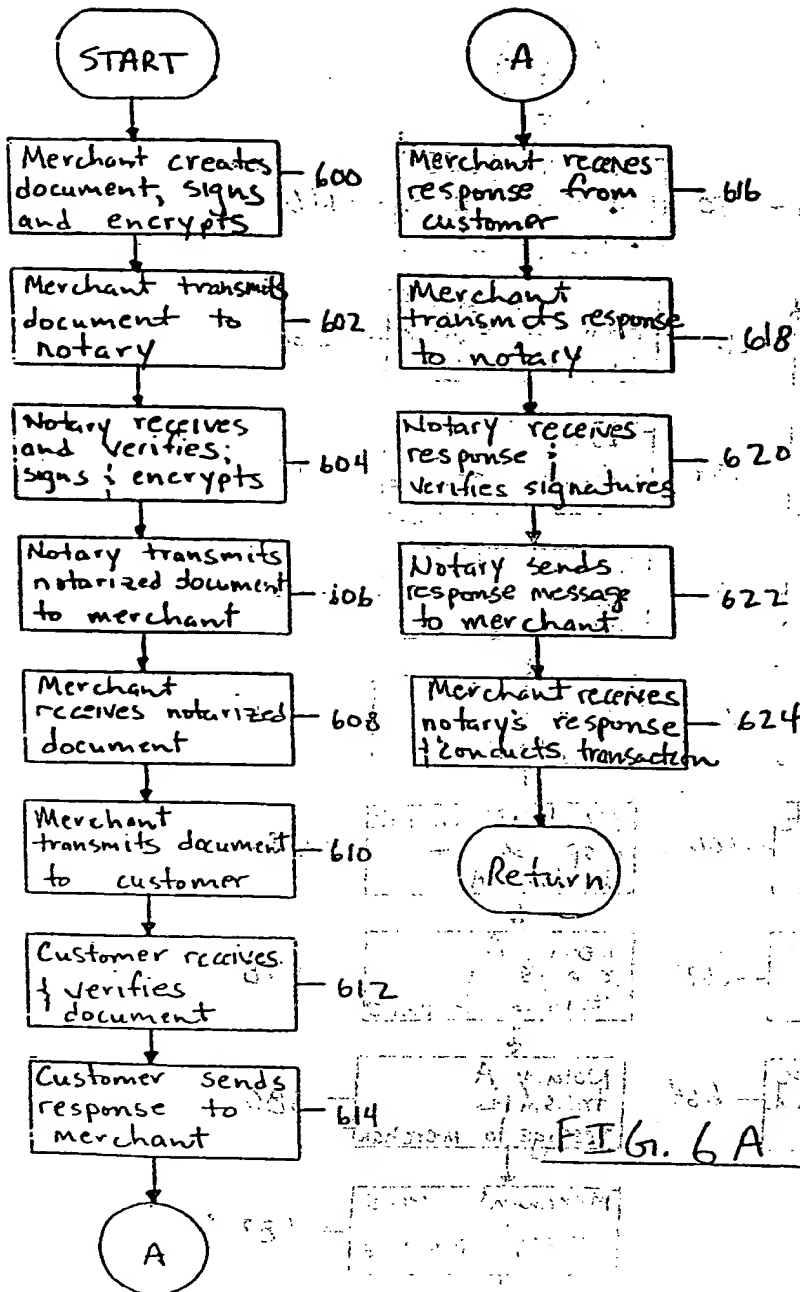 START
Merchant creates
document, signs
and encrypts
600
Merchant transmits
document to
notary
602
Notary receives
and verifies;
signs & encrypts
604
Notary transmits
notarized document
to merchant
606
Merchant
receives notarized
document
608
Merchant
transmits document
to customer
610
Customer receives
& verifies
document
612
Customer sends
response to
merchant
614
A
A
Merchant receives
response from
customer
616
Merchant
transmits response
to notary
618
Notary receives
response &
verifies signatures
620
Notary sends
response message
to merchant
622
Merchant receives
notary's response
& conducts transaction
624
Return
FIG. 6A